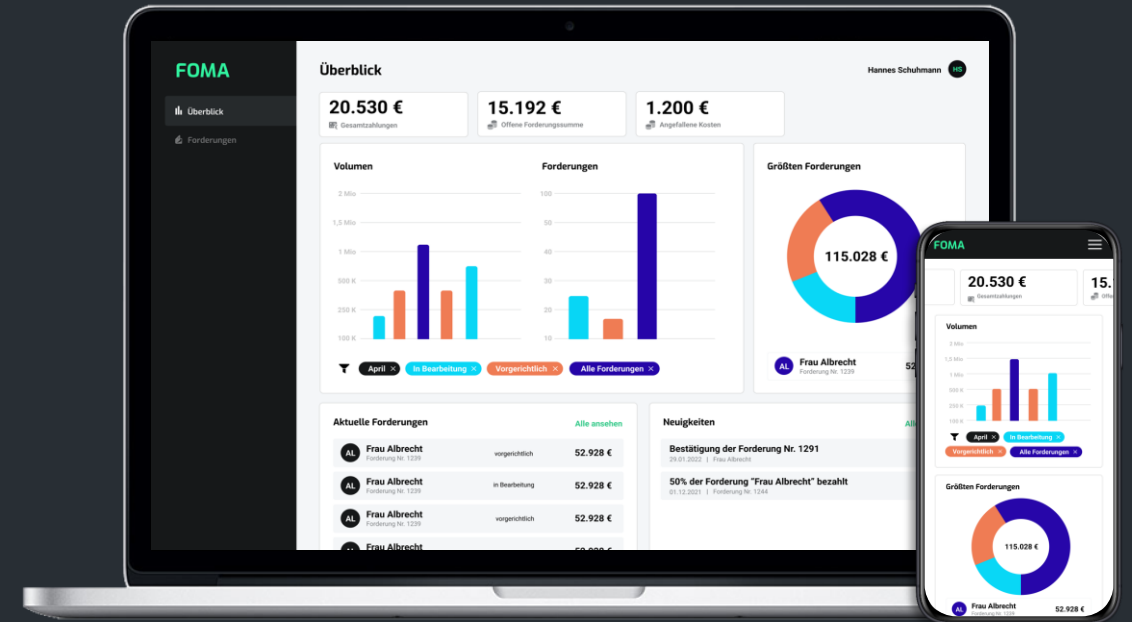 FOMA
Überblick
Forderungen
Überblick
Hannes Schuhmann HS
20.530 €
Gesamtzahlungen
15.192 €
Offene Forderungssumme
1.200 €
Angefallene Kosten
Volumen
2 Mio
1,5 Mio
1 Mio
500 K
250 K
100 K
Forderungen
100
50
40
30
20
10
April ×
In Bearbeitung ×
Vorgerichtlich ×
Alle Forderungen ×
Größten Forderungen
115.028 €
AL Frau Albrecht 52
Forderung Nr. 1239
Aktuelle Forderungen Alle ansehen
AL Frau Albrecht vorgerichtlich 52.928 €
Forderung Nr. 1239
AL Frau Albrecht in Bearbeitung 52.928 €
Forderung Nr. 1239
AL Frau Albrecht vorgerichtlich 52.928 €
Forderung Nr. 1239
AL Frau Albrecht
Neuigkeiten
Bestätigung der Forderung Nr. 1291
29.01.2022 | Frau Albrecht
50% der Forderung "Frau Albrecht" bezahlt
01.12.2021 | Forderung Nr. 1244
FOMA
20.530 €
Gesamtzahlungen
15.
Volumen
2 Mio
1,5 Mio
1 Mio
500 K
250 K
100 K
April ×
In Bearbeitung ×
Vorgerichtlich ×
Alle Forderungen ×
Größten Forderungen
115.028 €
AL Frau Albrecht 52.928 €
Forderung Nr. 1239